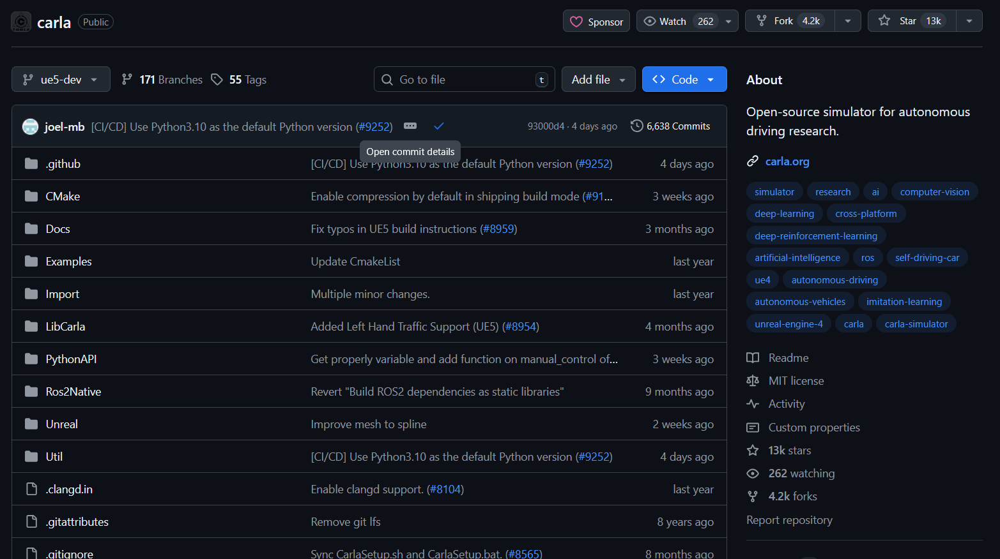 carla Public Sponsor Watch 262 Fork 4.2k Star 13k
ue5-dev 171 Branches 55 Tags Go to file t Add file Code
joel-mb [CI/CD] Use Python3.10 as the default Python version (#9252) 93000d4 · 4 days ago 6,638 Commits
Open commit details
.github [CI/CD] Use Python3.10 as the default Python version (#9252) 4 days ago
CMake Enable compression by default in shipping build mode (#91... 3 weeks ago
Docs Fix typos in UE5 build instructions (#8959) 3 months ago
Examples Update CmakeList last year
Import Multiple minor changes. last year
LibCarla Added Left Hand Traffic Support (UE5) (#8954) 4 months ago
PythonAPI Get properly variable and add function on manual_control of... 3 weeks ago
Ros2Native Revert "Build ROS2 dependencies as static libraries" 9 months ago
Unreal Improve mesh to spline 2 weeks ago
Util [CI/CD] Use Python3.10 as the default Python version (#9252) 4 days ago
.clangd.in Enable clangd support. (#8104) last year
.gitattributes Remove git lfs 8 years ago
.gitignore Sync CarlaSetup.sh and CarlaSetup.bat. (#8565) 8 months ago
About
Open-source simulator for autonomous
driving research.
carla.org
simulator research ai computer-vision
deep-learning cross-platform
deep-reinforcement-learning
artificial-intelligence ros self-driving-car
ue4 autonomous-driving
autonomous-vehicles imitation-learning
unreal-engine-4 carla carla-simulator
Readme
MIT license
Activity
Custom properties
13k stars
262 watching
4.2k forks
Report repository